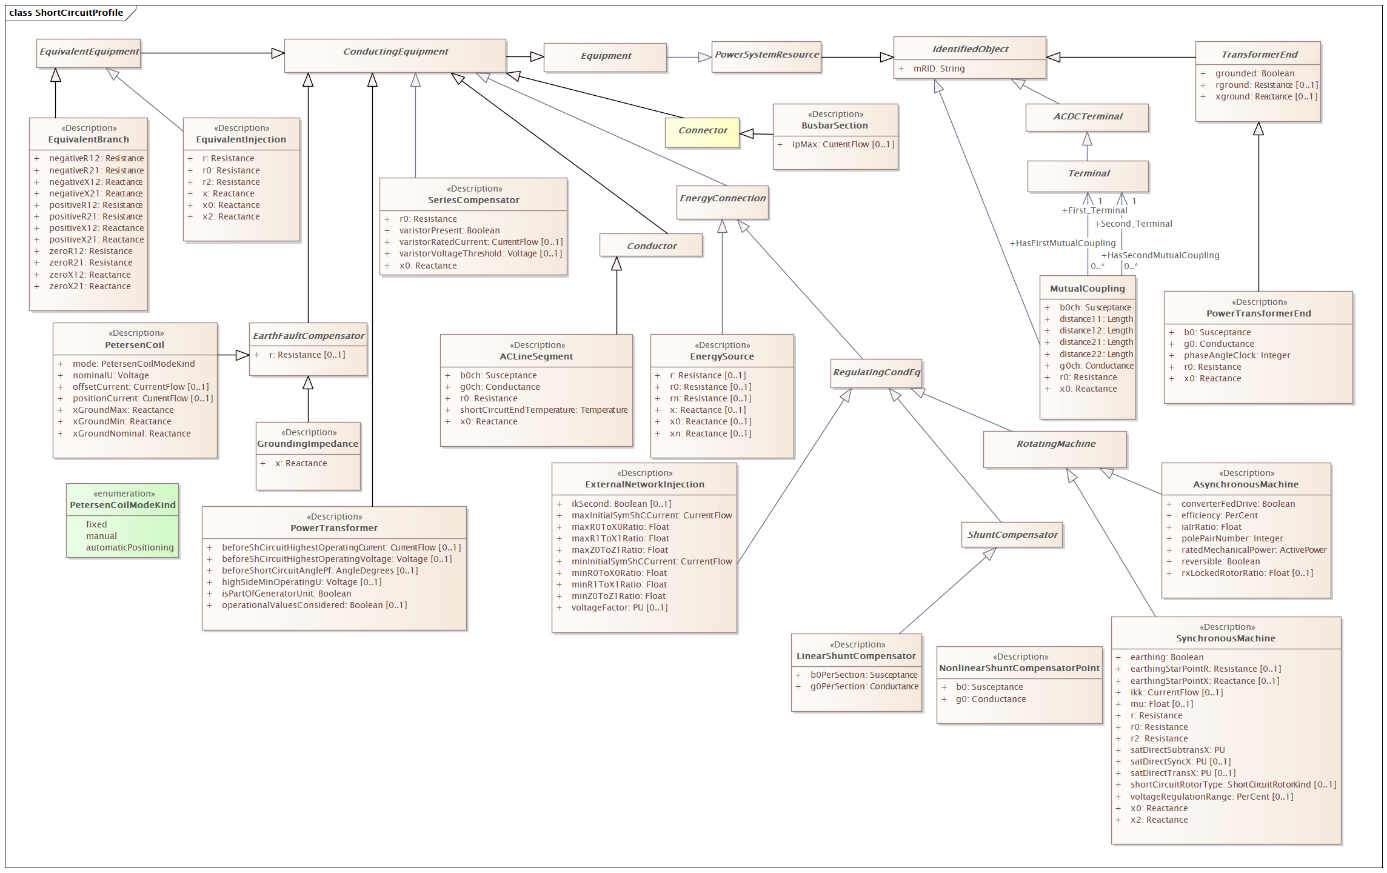 class ShortCircuitProfile
EquivalentEquipment
ConductingEquipment
Equipment
PowerSystemResource
IdentifiedObject
+ mRID: String
TransformerEnd
+ grounded: Boolean
+ rground: Resistance [0..1]
+ xground: Reactance [0..1]
ACDCTerminal
Terminal
«Description»
EquivalentBranch
+ negativeR12: Resistance
+ negativeR21: Resistance
+ negativeX12: Reactance
+ negativeX21: Reactance
+ positiveR12: Resistance
+ positiveR21: Resistance
+ positiveX12: Reactance
+ positiveX21: Reactance
+ zeroR12: Resistance
+ zeroR21: Resistance
+ zeroX12: Reactance
+ zeroX21: Reactance
«Description»
EquivalentInjection
+ r: Resistance
+ r0: Resistance
+ r2: Resistance
+ x: Reactance
+ x0: Reactance
+ x2: Reactance
«Description»
SeriesCompensator
+ r0: Resistance
+ varistorPresent: Boolean
+ varistorRatedCurrent: CurrentFlow [0..1]
+ varistorVoltageThreshold: Voltage [0..1]
+ x0: Reactance
Connector
«Description»
BusbarSection
+ ipMax: CurrentFlow [0..1]
EnergyConnection
Conductor
1
1
+First_Terminal
+Second_Terminal
+HasFirstMutualCoupling
+HasSecondMutualCoupling
0..*
0..*
MutualCoupling
+ b0ch: Susceptance
+ distance11: Length
+ distance12: Length
+ distance21: Length
+ distance22: Length
+ g0ch: Conductance
+ r0: Resistance
+ x0: Reactance
«Description»
PowerTransformerEnd
+ b0: Susceptance
+ g0: Conductance
+ phaseAngleClock: Integer
+ r0: Resistance
+ x0: Reactance
«Description»
PetersenCoil
+ mode: PetersenCoilModeKind
+ nominalU: Voltage
+ offsetCurrent: CurrentFlow [0..1]
+ positionCurrent: CurrentFlow [0..1]
+ xGroundMax: Reactance
+ xGroundMin: Reactance
+ xGroundNominal: Reactance
EarthFaultCompensator
+ r: Resistance [0..1]
«Description»
GroundingImpedance
+ x: Reactance
«Description»
ACLineSegment
+ b0ch: Susceptance
+ g0ch: Conductance
+ r0: Resistance
+ shortCircuitEndTemperature: Temperature
+ x0: Reactance
«Description»
EnergySource
+ r: Resistance [0..1]
+ r0: Resistance [0..1]
+ rn: Resistance [0..1]
+ x: Reactance [0..1]
+ x0: Reactance [0..1]
+ xn: Reactance [0..1]
RegulatingCondEq
RotatingMachine
«enumeration»
PetersenCoilModeKind
fixed
manual
automaticPositioning
«Description»
PowerTransformer
+ beforeShCircuitHighestOperatingCurrent: CurrentFlow [0..1]
+ beforeShCircuitHighestOperatingVoltage: Voltage [0..1]
+ beforeShortCircuitAnglePf: AngleDegrees [0..1]
+ highSideMinOperatingU: Voltage [0..1]
+ isPartOfGeneratorUnit: Boolean
+ operationalValuesConsidered: Boolean [0..1]
«Description»
ExternalNetworkInjection
+ ikSecond: Boolean [0..1]
+ maxInitialSymShCCurrent: CurrentFlow
+ maxR0ToX0Ratio: Float
+ maxR1ToX1Ratio: Float
+ maxZ0ToZ1Ratio: Float
+ minInitialSymShCCurrent: CurrentFlow
+ minR0ToX0Ratio: Float
+ minR1ToX1Ratio: Float
+ minZ0ToZ1Ratio: Float
+ voltageFactor: PU [0..1]
ShuntCompensator
«Description»
AsynchronousMachine
+ converterFedDrive: Boolean
+ efficiency: PerCent
+ iaIrRatio: Float
+ polePairNumber: Integer
+ ratedMechanicalPower: ActivePower
+ reversible: Boolean
+ rxLockedRotorRatio: Float [0..1]
«Description»
LinearShuntCompensator
+ b0PerSection: Susceptance
+ g0PerSection: Conductance
«Description»
NonlinearShuntCompensatorPoint
+ b0: Susceptance
+ g0: Conductance
«Description»
SynchronousMachine
+ earthing: Boolean
+ earthingStarPointR: Resistance [0..1]
+ earthingStarPointX: Reactance [0..1]
+ ikk: CurrentFlow [0..1]
+ mu: Float [0..1]
+ r: Resistance
+ r0: Resistance
+ r2: Resistance
+ satDirectSubtransX: PU
+ satDirectSyncX: PU [0..1]
+ satDirectTransX: PU [0..1]
+ shortCircuitRotorType: ShortCircuitRotorKind [0..1]
+ voltageRegulationRange: PerCent [0..1]
+ x0: Reactance
+ x2: Reactance